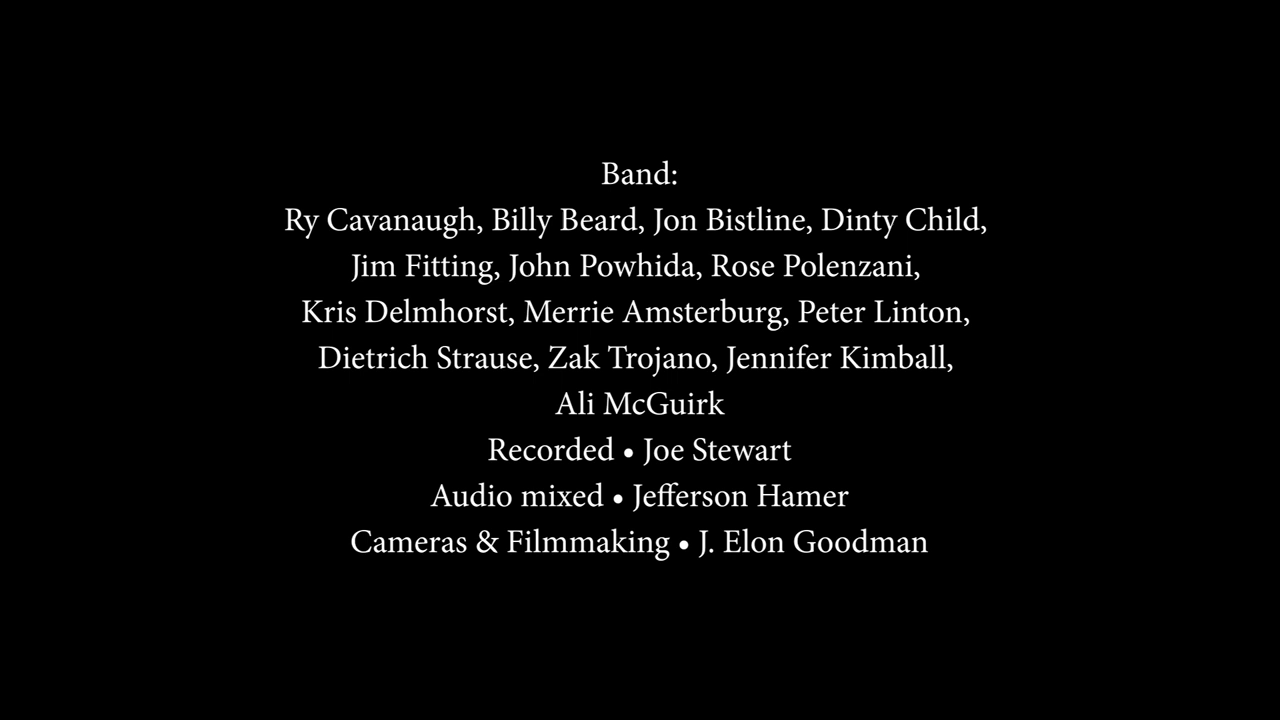 Band:
Ry Cavanaugh, Billy Beard, Jon Bistline, Dinty Child,
Jim Fitting, John Powhida, Rose Polenzani,
Kris Delmhorst, Merrie Amsterburg, Peter Linton,
Dietrich Strause, Zak Trojano, Jennifer Kimball,
Ali McGuirk
Recorded • Joe Stewart
Audio mixed • Jefferson Hamer
Cameras & Filmmaking • J. Elon Goodman